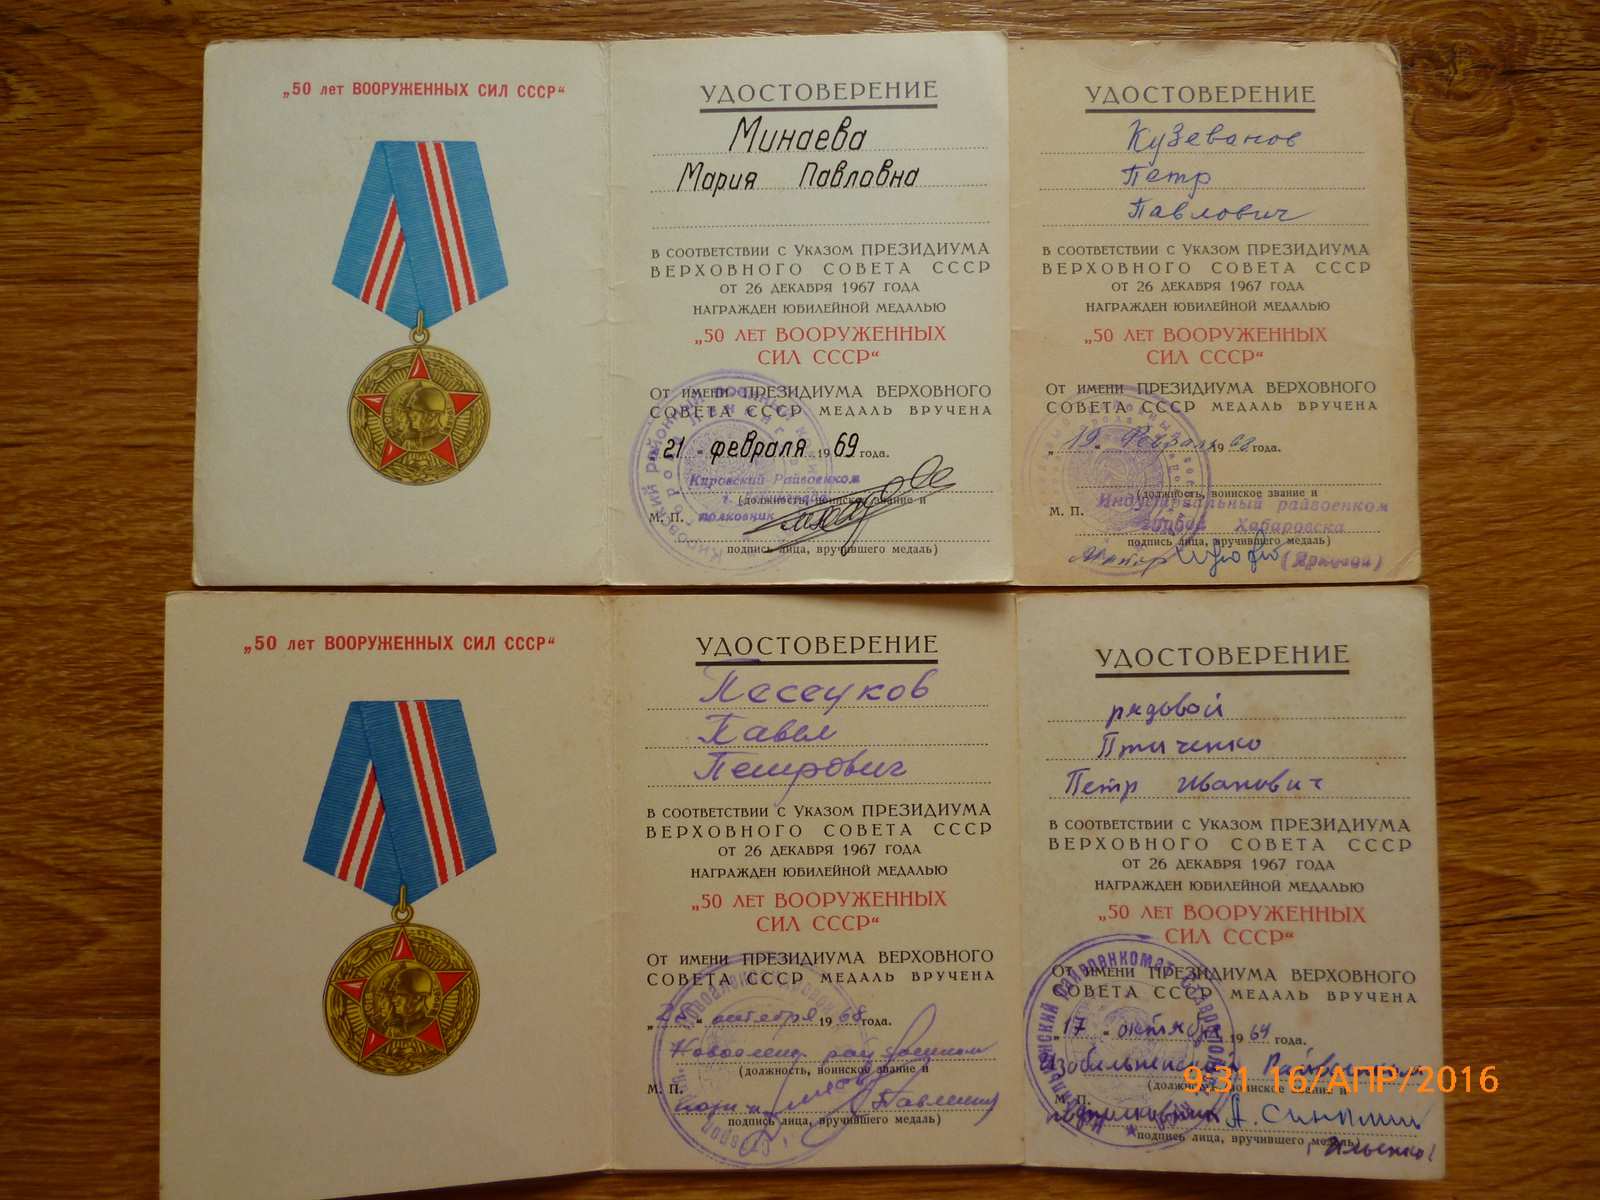 „50 лет ВООРУЖЕННЫХ СИЛ СССР“
УДОСТОВЕРЕНИЕ
Минаева
Мария Павловна
В СООТВЕТСТВИИ С УКАЗОМ ПРЕЗИДИУМА
ВЕРХОВНОГО СОВЕТА СССР
ОТ 26 ДЕКАБРЯ 1967 ГОДА
НАГРАЖДЕН ЮБИЛЕЙНОЙ МЕДАЛЬЮ
„50 ЛЕТ ВООРУЖЕННЫХ
СИЛ СССР“
ОТ ИМЕНИ ПРЕЗИДИУМА ВЕРХОВНОГО
СОВЕТА СССР МЕДАЛЬ ВРУЧЕНА
„21“ февраля 1969 года.
Кировский Райвоенком
(должность, воинское звание и
М. П. полковник
подпись лица, вручившего медаль)
УДОСТОВЕРЕНИЕ
Кузеванов
Петр
Павлович
В СООТВЕТСТВИИ С УКАЗОМ ПРЕЗИДИУМА
ВЕРХОВНОГО СОВЕТА СССР
ОТ 26 ДЕКАБРЯ 1967 ГОДА
НАГРАЖДЕН ЮБИЛЕЙНОЙ МЕДАЛЬЮ
„50 ЛЕТ ВООРУЖЕННЫХ
СИЛ СССР“
ОТ ИМЕНИ ПРЕЗИДИУМА ВЕРХОВНОГО
СОВЕТА СССР МЕДАЛЬ ВРУЧЕНА
„19“ 1968 года.
(должность, воинское звание и
М. П. Индустриальный райвоенком
города Хабаровска
подпись лица, вручившего медаль)
„50 лет ВООРУЖЕННЫХ СИЛ СССР“
УДОСТОВЕРЕНИЕ
Песецков
Павел
Петрович
В СООТВЕТСТВИИ С УКАЗОМ ПРЕЗИДИУМА
ВЕРХОВНОГО СОВЕТА СССР
ОТ 26 ДЕКАБРЯ 1967 ГОДА
НАГРАЖДЕН ЮБИЛЕЙНОЙ МЕДАЛЬЮ
„50 ЛЕТ ВООРУЖЕННЫХ
СИЛ СССР“
ОТ ИМЕНИ ПРЕЗИДИУМА ВЕРХОВНОГО
СОВЕТА СССР МЕДАЛЬ ВРУЧЕНА
октября 1968 года.
райвоенком
(должность, воинское звание и
М. П.
подпись лица, вручившего медаль)
УДОСТОВЕРЕНИЕ
рядовой
Птиченко
Петр Иванович
В СООТВЕТСТВИИ С УКАЗОМ ПРЕЗИДИУМА
ВЕРХОВНОГО СОВЕТА СССР
ОТ 26 ДЕКАБРЯ 1967 ГОДА
НАГРАЖДЕН ЮБИЛЕЙНОЙ МЕДАЛЬЮ
„50 ЛЕТ ВООРУЖЕННЫХ
СИЛ СССР“
ОТ ИМЕНИ ПРЕЗИДИУМА ВЕРХОВНОГО
СОВЕТА СССР МЕДАЛЬ ВРУЧЕНА
„17“ октября 1969 года.
Изобильненский Райвоенком
(должность, воинское звание и
М. П.
подполковник
подпись лица, вручившего медаль)
9:31 16/АПР/2016